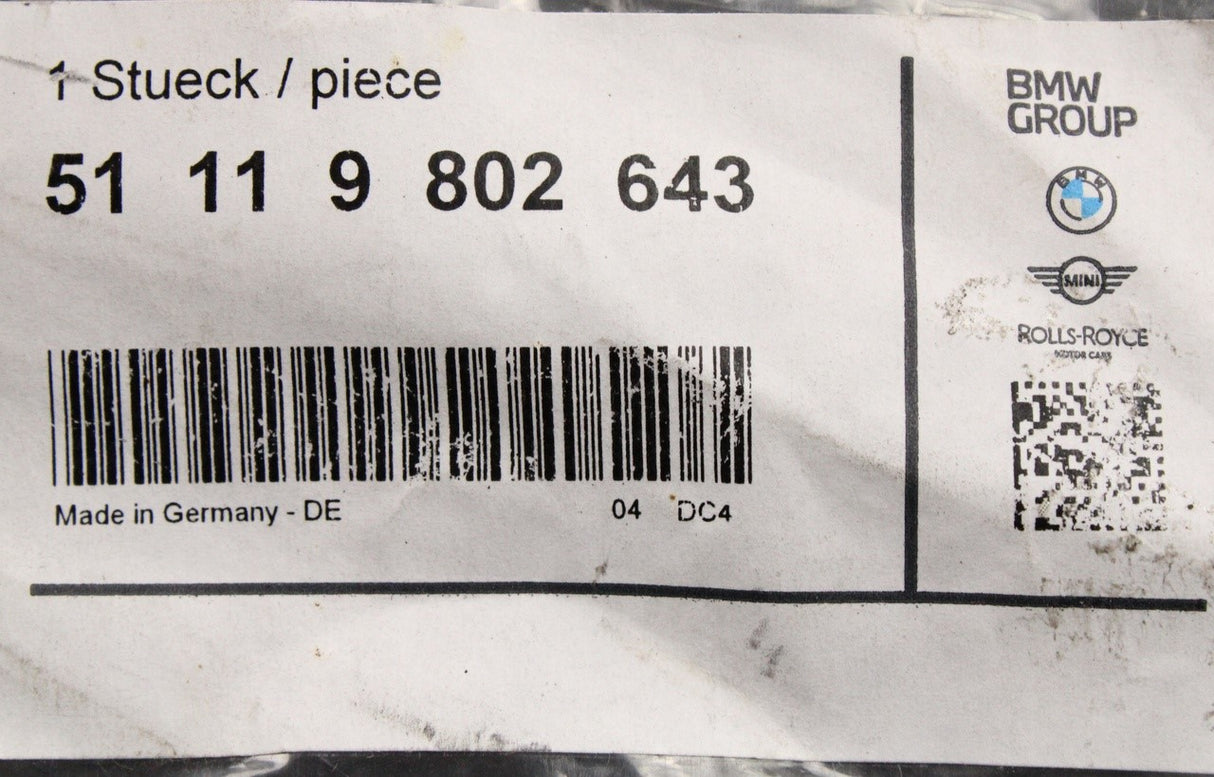 1 Stueck / piece
51 11 9 802 643
Made in Germany - DE
04 DC4
BMW
GROUP
BMW
MINI
ROLLS-ROYCE
MOTOR CARS